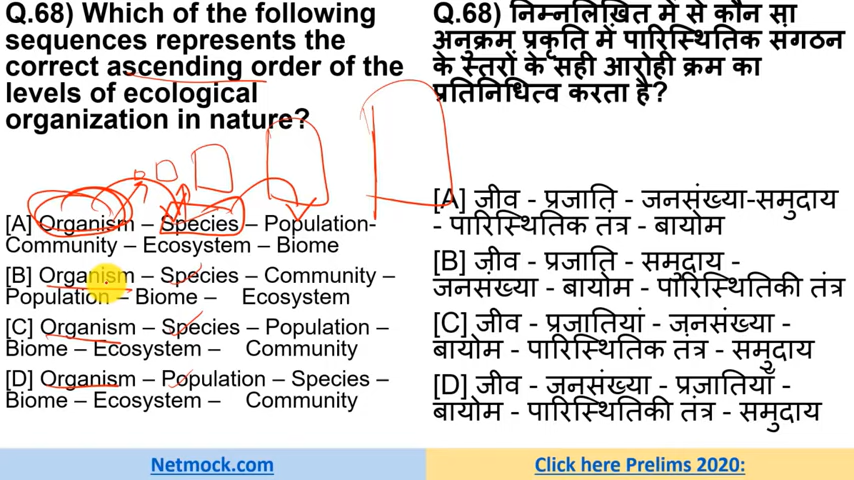 Q.68) Which of the following
sequences represents the
correct ascending order of the
levels of ecological
organization in nature?
[A] Organism – Species – Population-
Community – Ecosystem – Biome
[B] Organism – Species – Community –
Population – Biome – Ecosystem
[C] Organism – Species – Population –
Biome – Ecosystem – Community
[D] Organism – Population – Species –
Biome – Ecosystem – Community
Q.68) निम्नलिखित में से कौन सा
अनुक्रम प्रकृति में पारिस्थितिक संगठन
के स्तरों के सही आरोही क्रम का
प्रतिनिधित्व करता है?
[A] जीव - प्रजाति - जनसंख्या-समुदाय
- पारिस्थितिक तंत्र - बायोम
[B] जीव - प्रजाति - समुदाय -
जनसंख्या - बायोम - पारिस्थितिकी तंत्र
[C] जीव - प्रजातियां - जनसंख्या -
बायोम - पारिस्थितिक तंत्र - समुदाय
[D] जीव - जनसंख्या - प्रजातियाँ -
बायोम - पारिस्थितिकी तंत्र - समुदाय
Netmock.com
Click here Prelims 2020: